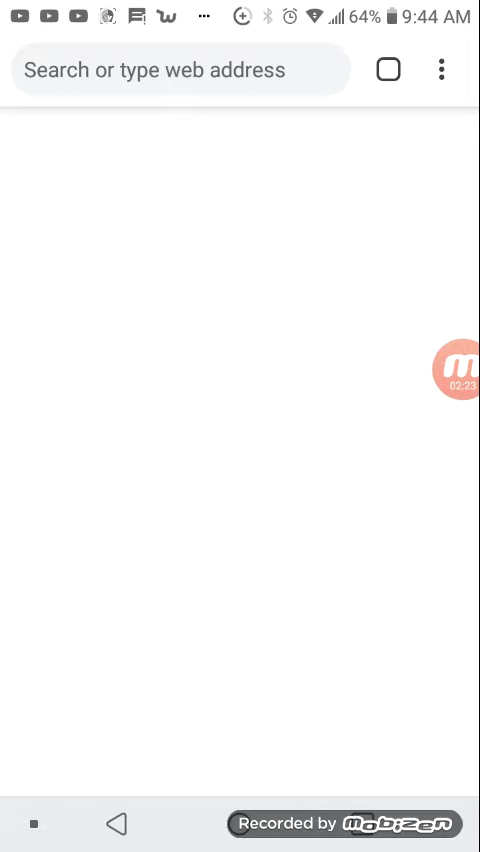 64% 9:44 AM
Search or type web address
m
02:23
Recorded by mobizen